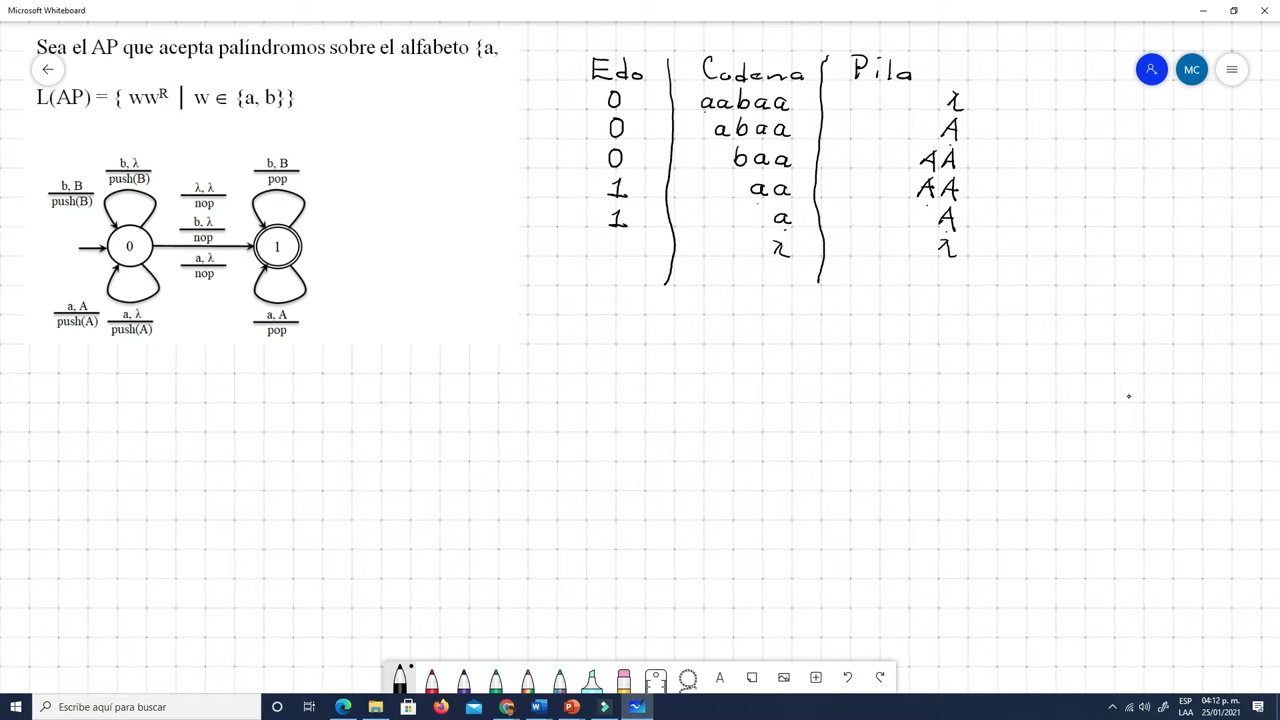 Microsoft Whiteboard
Sea el AP que acepta palíndromos sobre el alfabeto {a,
L(AP) = { wwᴿ | w ∈ {a, b}}
b, λ
push(B)
b, B
push(B)
λ, λ
nop
b, λ
nop
a, λ
nop
b, B
pop
0
1
a, A
push(A)
a, λ
push(A)
a, A
pop
Edo Cadena Pila
0 aabaa λ
0 abaa A
0 baa AA
1 aa AA
1 a A
λ λ
MC
Escribe aquí para buscar
ESP
LAA
04:12 p. m.
25/01/2021